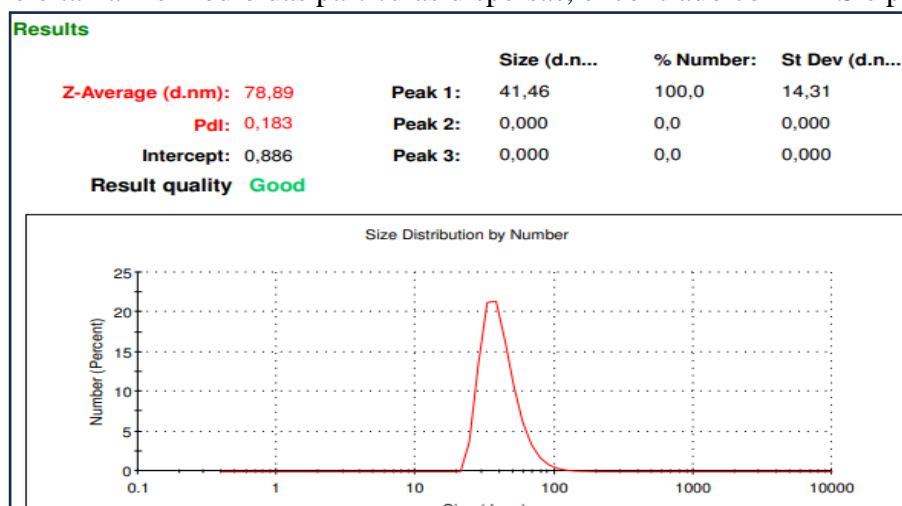 Results
Size (d.n... % Number: St Dev (d.n...
Z-Average (d.nm): 78,89 Peak 1: 41,46 100,0 14,31
PdI: 0,183 Peak 2: 0,000 0,0 0,000
Intercept: 0,886 Peak 3: 0,000 0,0 0,000
Result quality Good
Size Distribution by Number
Number (Percent)
25
20
15
10
5
0
0.1 1 10 100 1000 10000